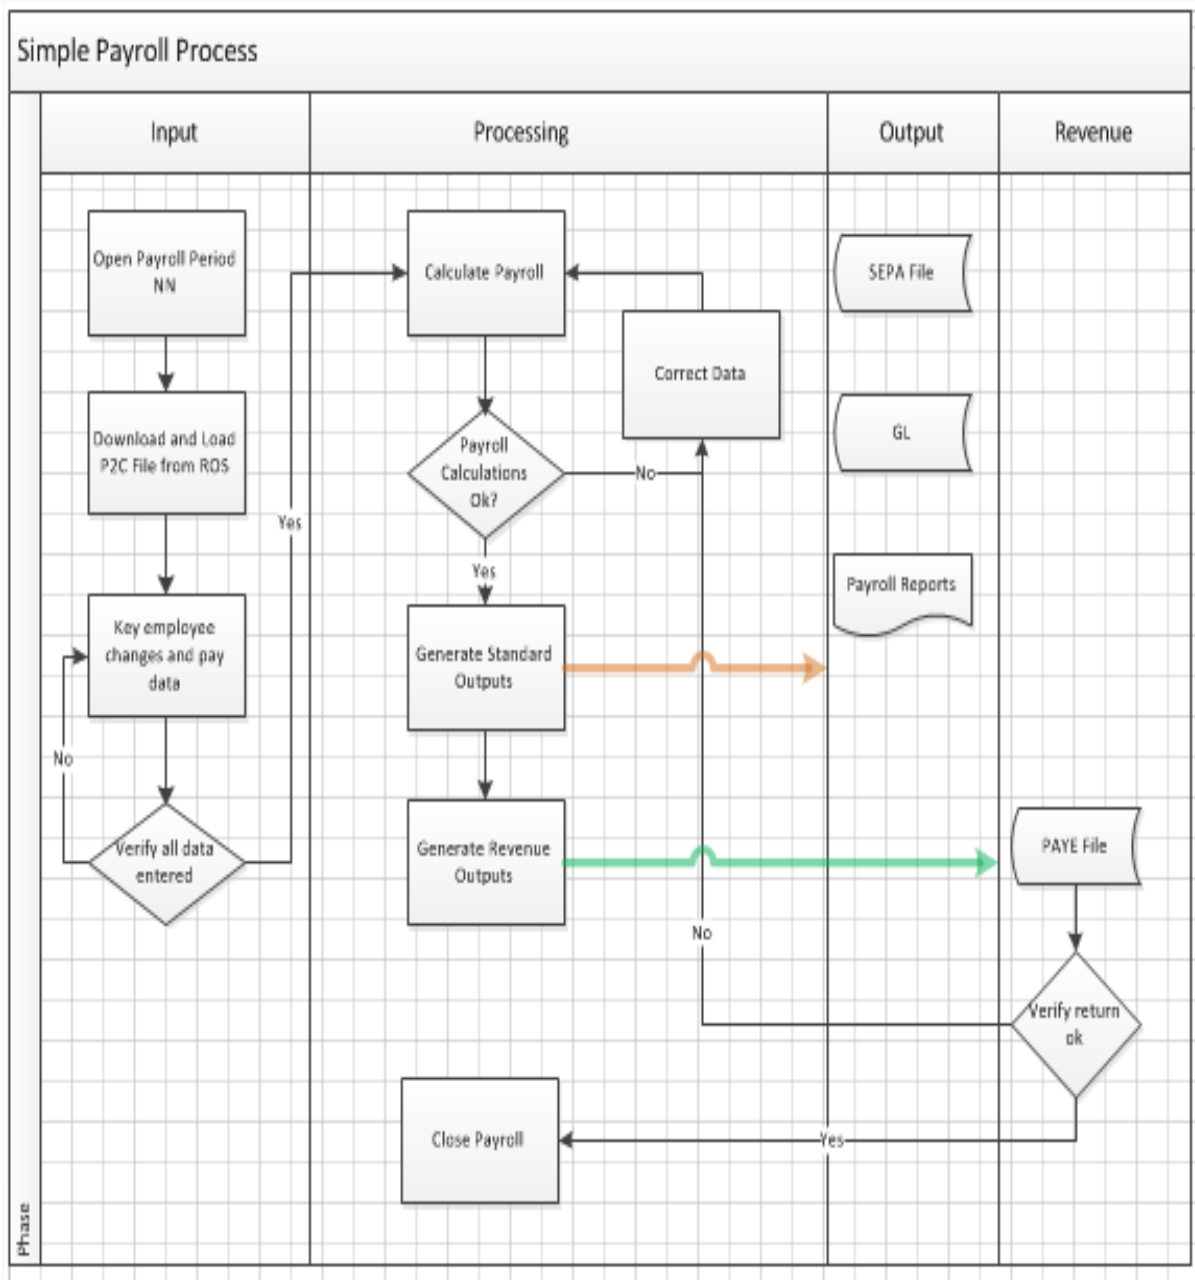 Simple Payroll Process
Input
Processing
Output
Revenue
Open Payroll Period
NN
Download and Load
P2C File from ROS
Key employee
changes and pay
data
No
Verify all data
entered
Yes
Calculate Payroll
Correct Data
Payroll
Calculations
Ok?
No
Yes
Generate Standard
Outputs
Generate Revenue
Outputs
No
Close Payroll
SEPA File
GL
Payroll Reports
PAYE File
Verify return
ok
Yes
Phase